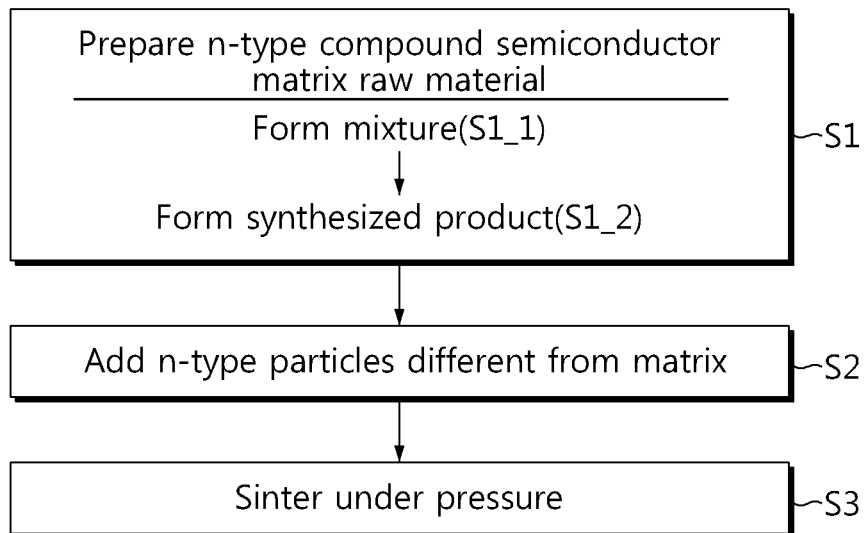 Prepare n-type compound semiconductor
matrix raw material
Form mixture(S1_1)
S1
Form synthesized product(S1_2)
Add n-type particles different from matrix
S2
Sinter under pressure
S3